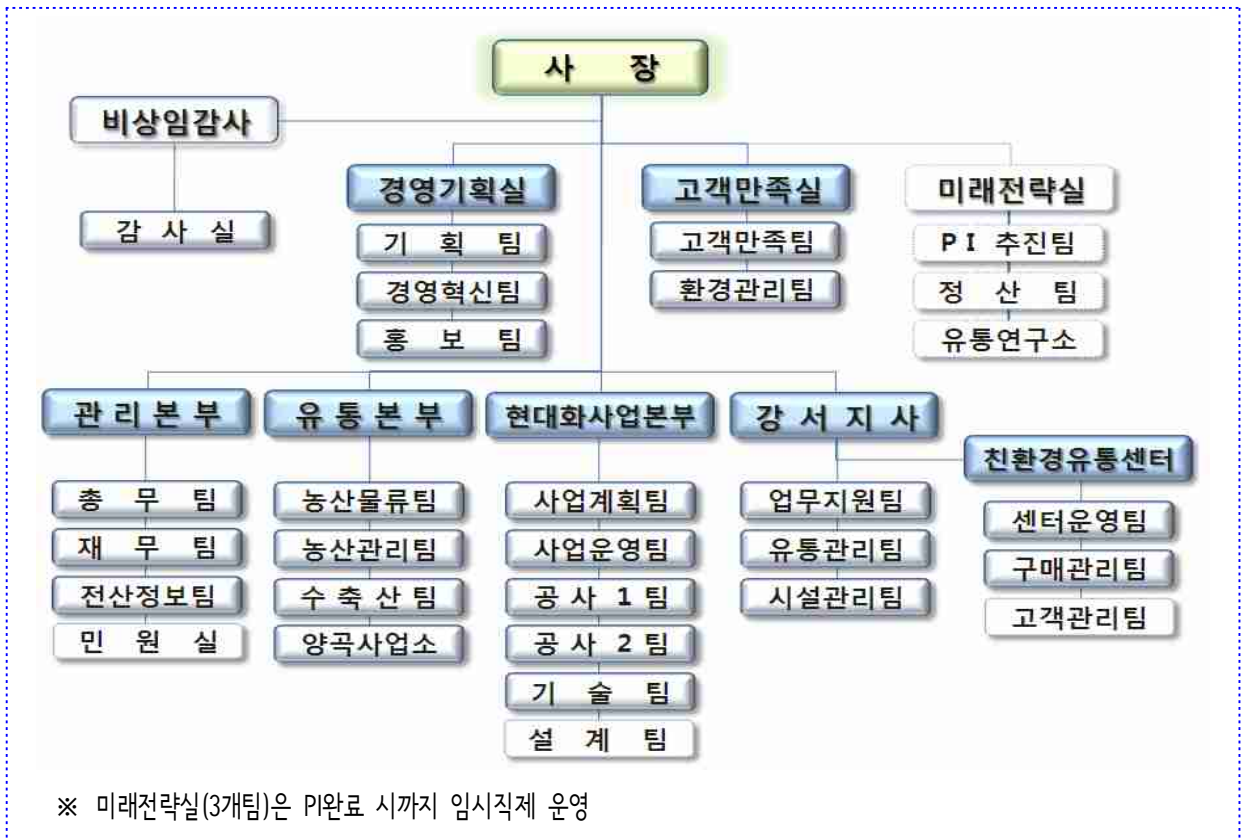 사 장
비상임감사
감 사 실
경영기획실 고객만족실 미래전략실
기 획 팀 고객만족팀 PI 추진팀
경영혁신팀 환경관리팀 정 산 팀
홍 보 팀 유통연구소
관 리 본 부 유 통 본 부 현대화사업본부 강 서 지 사
친환경유통센터
총 무 팀 농산물류팀 사업계획팀 업무지원팀 센터운영팀
재 무 팀 농산관리팀 사업운영팀 유통관리팀 구매관리팀
전산정보팀 수 축 산 팀 공 사 1 팀 시설관리팀 고객관리팀
민 원 실 양곡사업소 공 사 2 팀
기 술 팀
설 계 팀
※ 미래전략실(3개팀)은 PI완료 시까지 임시직제 운영